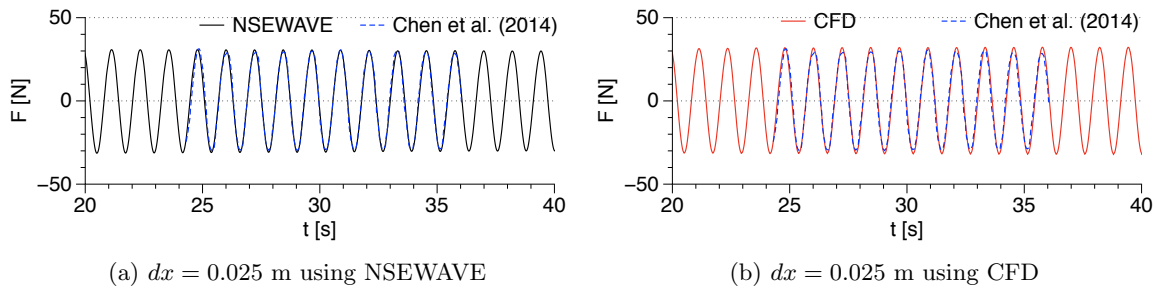 50
NSEWAVE
Chen et al. (2014)
F [N]
0
−50
20
25
30
35
40
t [s]
(a) dx = 0.025 m using NSEWAVE
50
CFD
Chen et al. (2014)
F [N]
0
−50
20
25
30
35
40
t [s]
(b) dx = 0.025 m using CFD